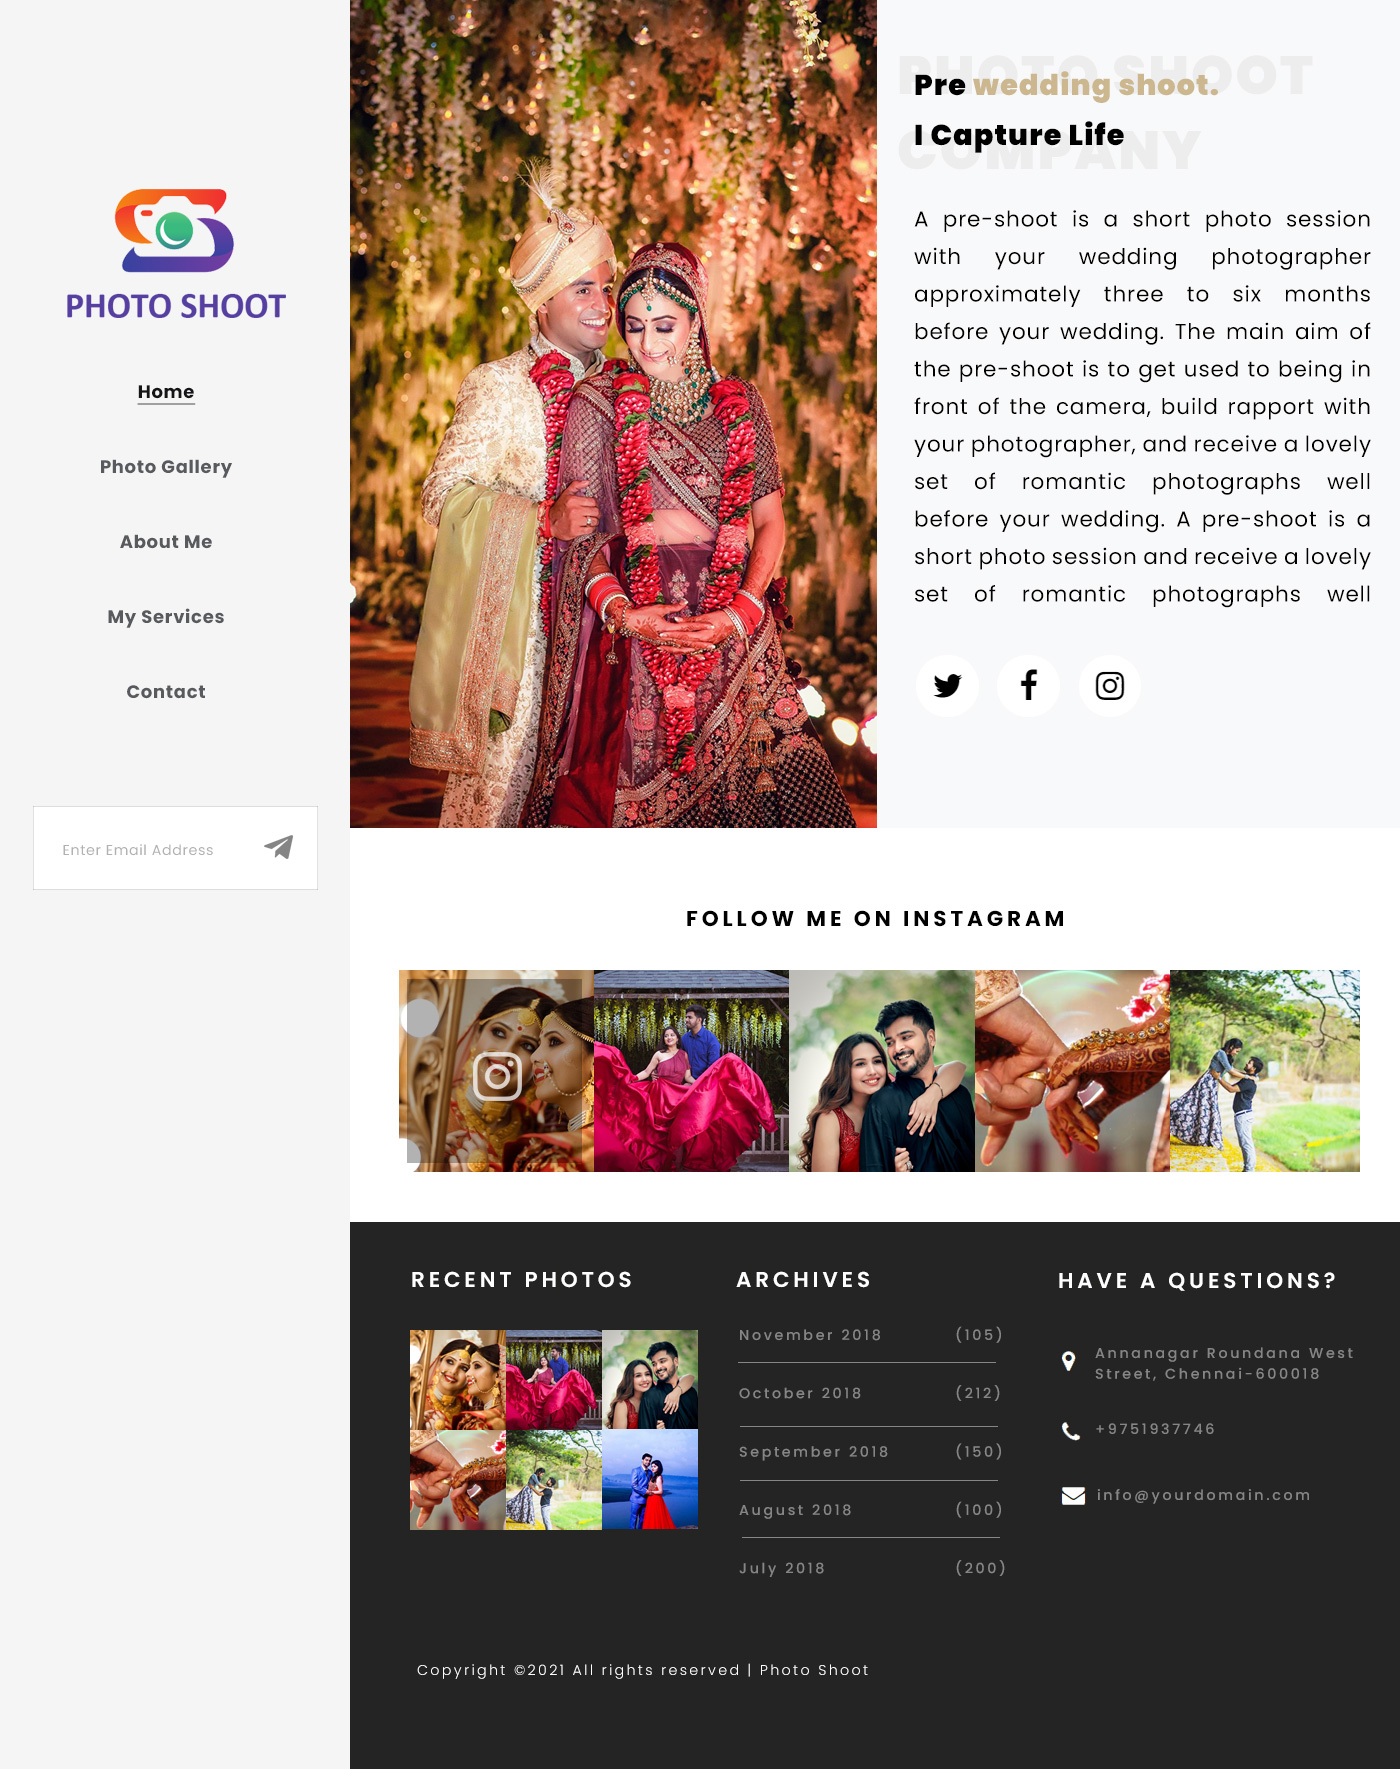 PHOTO SHOOT
Home
Photo Gallery
About Me
My Services
Contact
Enter Email Address
PHOTO SHOOT
COMPANY
Pre wedding shoot.
I Capture Life
A pre-shoot is a short photo session
with your wedding photographer
approximately three to six months
before your wedding. The main aim of
the pre-shoot is to get used to being in
front of the camera, build rapport with
your photographer, and receive a lovely
set of romantic photographs well
before your wedding. A pre-shoot is a
short photo session and receive a lovely
set of romantic photographs well
FOLLOW ME ON INSTAGRAM
RECENT PHOTOS
ARCHIVES
November 2018 (105)
October 2018 (212)
September 2018 (150)
August 2018 (100)
July 2018 (200)
HAVE A QUESTIONS?
Annanagar Roundana West
Street, Chennai-600018
+9751937746
info@yourdomain.com
Copyright ©2021 All rights reserved | Photo Shoot